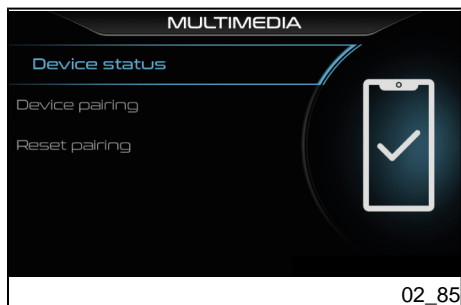 MULTIMEDIA
Device status
Device pairing
Reset pairing
02_85